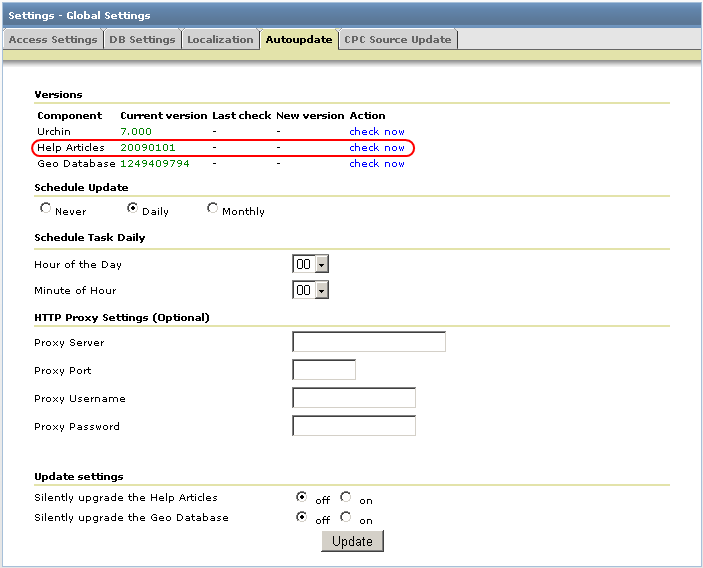 Settings - Global Settings
Access Settings DB Settings Localization Autoupdate CPC Source Update
Versions
Component Current version Last check New version Action
Urchin 7.000 - - check now
Help Articles 20090101 - - check now
Geo Database 1249409794 - - check now
Schedule Update
Never Daily Monthly
Schedule Task Daily
Hour of the Day 00
Minute of Hour 00
HTTP Proxy Settings (Optional)
Proxy Server
Proxy Port
Proxy Username
Proxy Password
Update settings
Silently upgrade the Help Articles off on
Silently upgrade the Geo Database off on
Update